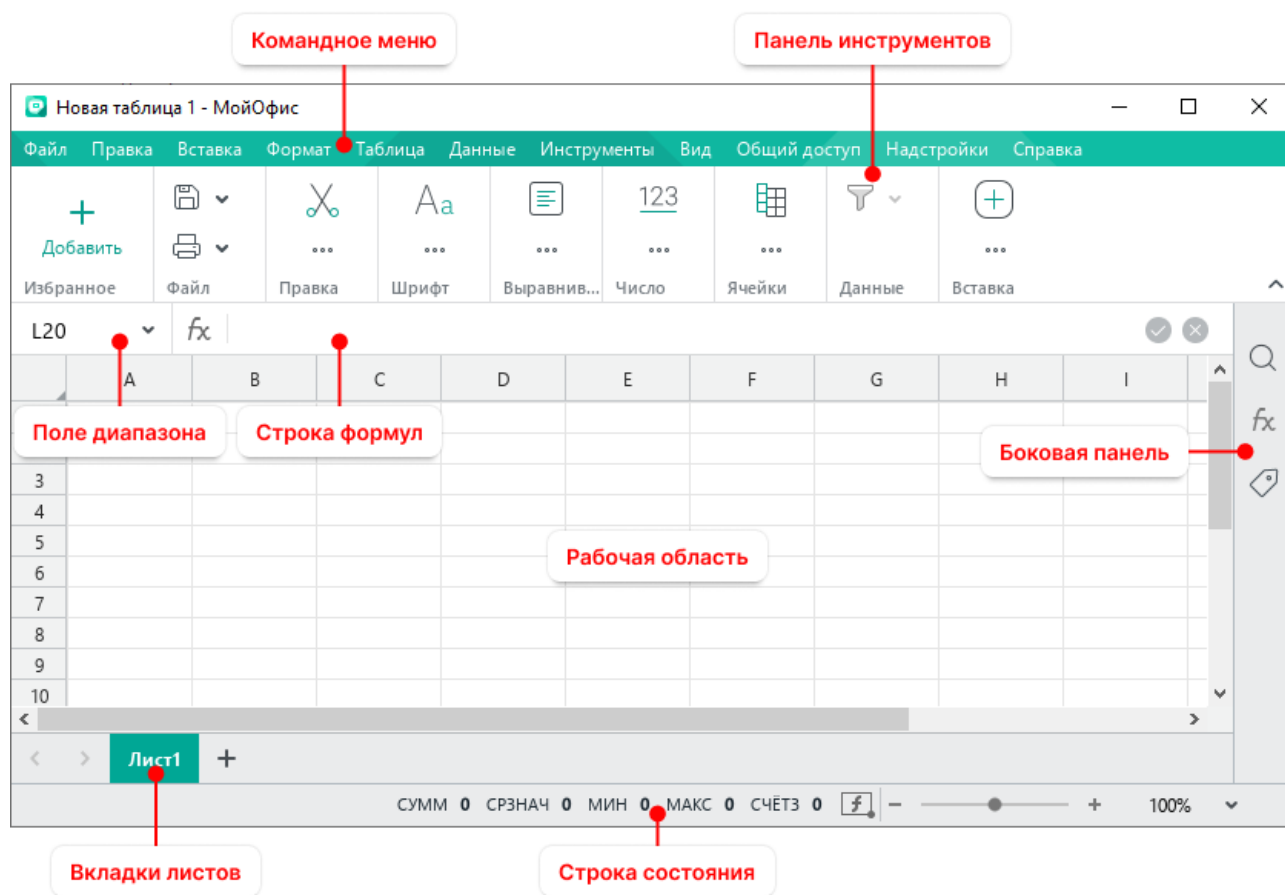 Командное меню
Панель инструментов
Новая таблица 1 - МойОфис
Файл Правка Вставка Формат Таблица Данные Инструменты Вид Общий доступ Надстройки Справка
Aa 123
Добавить
Избранное Файл Правка Шрифт Выравнив... Число Ячейки Данные Вставка
L20 fx
A B C D E F G H I
fx
Поле диапазона Строка формул
Боковая панель
3
4
5
Рабочая область
6
7
8
9
10
Лист1 +
СУММ 0 СРЗНАЧ 0 МИН 0 МАКС 0 СЧЁТЗ 0 f − + 100%
Вкладки листов
Строка состояния